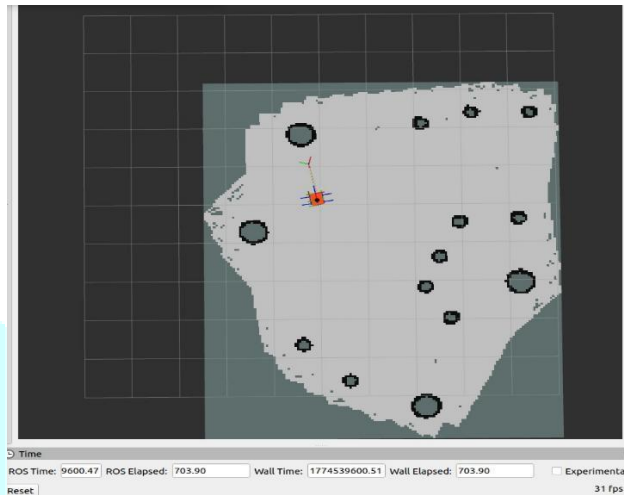 Time
ROS Time: 9600.47 ROS Elapsed: 703.90 Wall Time: 1774539600.51 Wall Elapsed: 703.90 Experimenta
Reset 31 fps